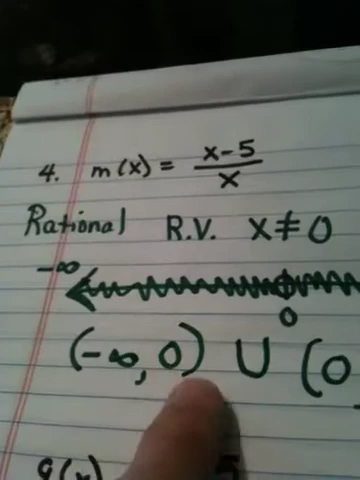 4. m(x) = x-5/x
Rational R.V. x≠0
-∞
0
(-∞, 0) ∪ (0,
g(x)